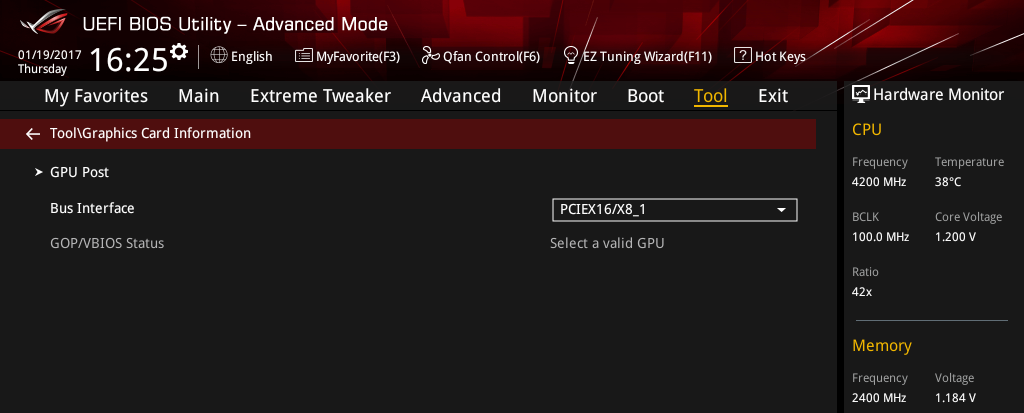 UEFI BIOS Utility – Advanced Mode
01/19/2017
Thursday
16:25
English
MyFavorite(F3)
Qfan Control(F6)
EZ Tuning Wizard(F11)
? Hot Keys
My Favorites Main Extreme Tweaker Advanced Monitor Boot Tool Exit
Hardware Monitor
Tool\Graphics Card Information
GPU Post
Bus Interface PCIEX16/X8_1
GOP/VBIOS Status Select a valid GPU
CPU
Frequency Temperature
4200 MHz 38°C
BCLK Core Voltage
100.0 MHz 1.200 V
Ratio
42x
Memory
Frequency Voltage
2400 MHz 1.184 V